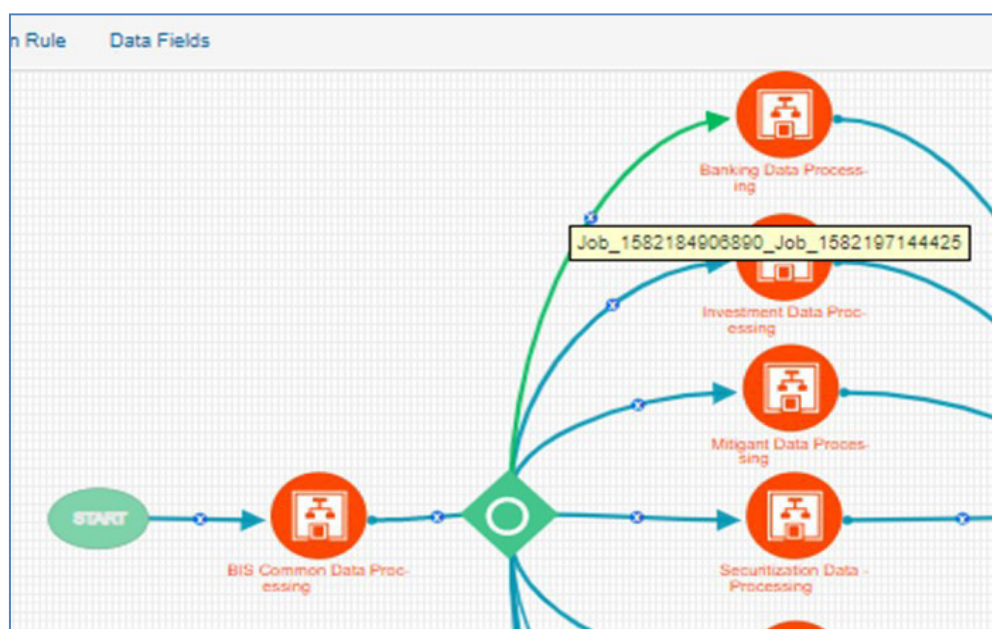 n Rule Data Fields
Banking Data Process-
ing
Job_1582184906890_Job_1582197144425
Investment Data Proc-
essing
Mitigant Data Proces-
sing
START
BIS Common Data Proc-
essing
Securitization Data -
Processing